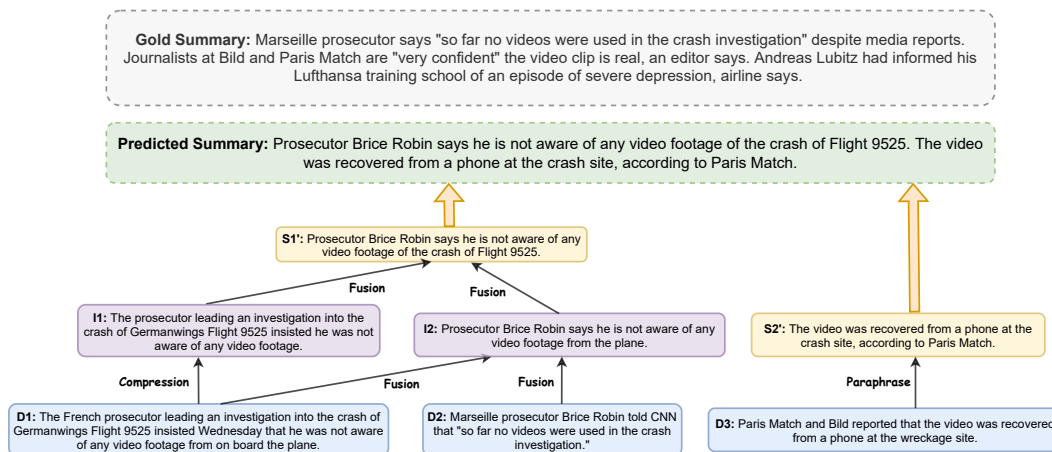 Gold Summary: Marseille prosecutor says "so far no videos were used in the crash investigation" despite media reports.
Journalists at Bild and Paris Match are "very confident" the video clip is real, an editor says. Andreas Lubitz had informed his
Lufthansa training school of an episode of severe depression, airline says.
Predicted Summary: Prosecutor Brice Robin says he is not aware of any video footage of the crash of Flight 9525. The video
was recovered from a phone at the crash site, according to Paris Match.
S1': Prosecutor Brice Robin says he is not aware of any
video footage of the crash of Flight 9525.
Fusion
Fusion
I1: The prosecutor leading an investigation into the
crash of Germanwings Flight 9525 insisted he was not
aware of any video footage.
I2: Prosecutor Brice Robin says he is not aware of any
video footage from the plane.
S2': The video was recovered from a phone at the
crash site, according to Paris Match.
Compression
Fusion
Fusion
Paraphrase
D1: The French prosecutor leading an investigation into the crash of
Germanwings Flight 9525 insisted Wednesday that he was not aware
of any video footage from on board the plane.
D2: Marseille prosecutor Brice Robin told CNN
that "so far no videos were used in the crash
investigation."
D3: Paris Match and Bild reported that the video was recovered
from a phone at the wreckage site.